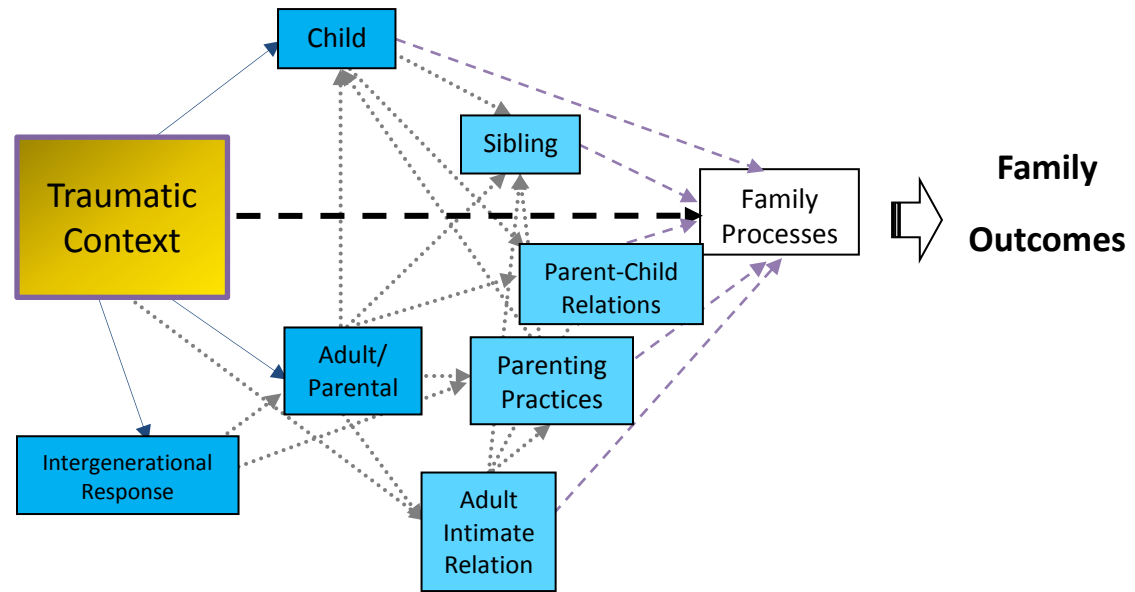 Child
Sibling
Traumatic
Context
Family
Processes
Family
Outcomes
Parent-Child
Relations
Adult/
Parental
Parenting
Practices
Intergenerational
Response
Adult
Intimate
Relation